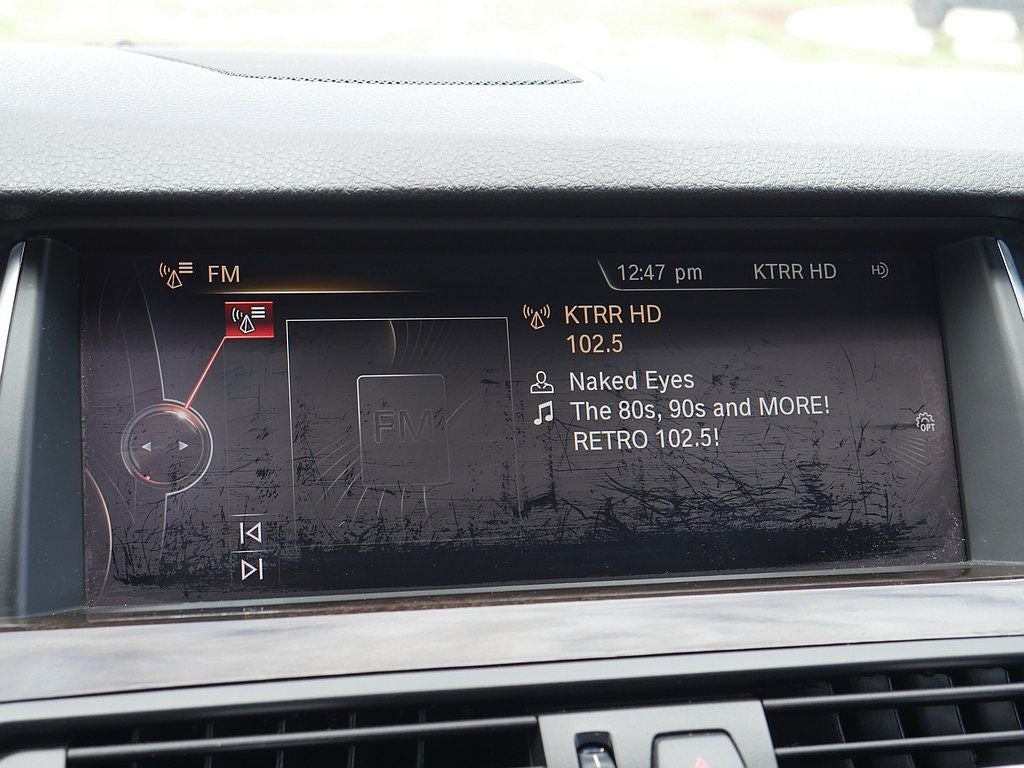 FM
12:47 pm
KTRR HD
HD
KTRR HD
102.5
FM
Naked Eyes
The 80s, 90s and MORE!
RETRO 102.5!
OPT